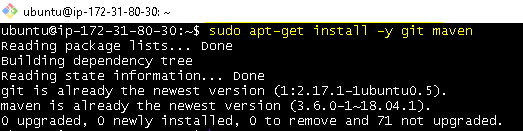 ubuntu@ip-172-31-80-30: ~
ubuntu@ip-172-31-80-30:~$ sudo apt-get install -y git maven
Reading package lists... Done
Building dependency tree
Reading state information... Done
git is already the newest version (1:2.17.1-1ubuntu0.5).
maven is already the newest version (3.6.0-1~18.04.1).
0 upgraded, 0 newly installed, 0 to remove and 71 not upgraded.